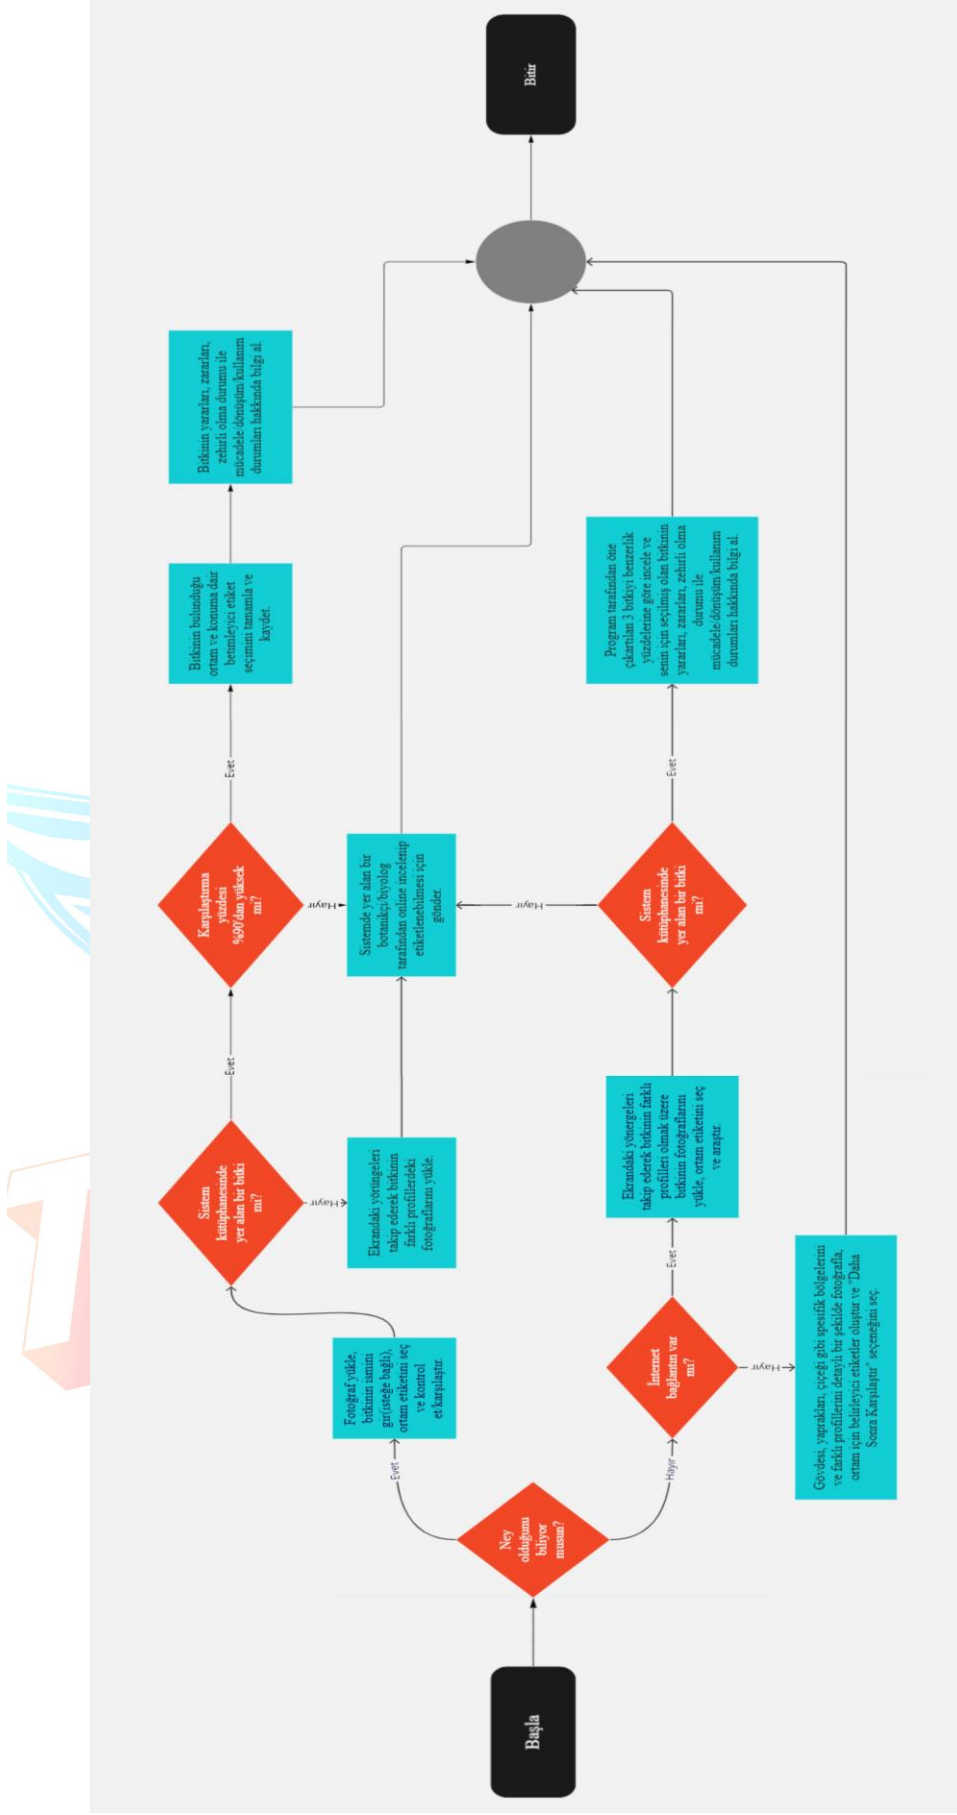 Başla
Ney
olduğunu
biliyor
musun?
Evet
Fotoğraf yükle,
bitkinin ismini
gir(isteğe bağlı),
ortam etiketini seç
ve kontrol
et/karşılaştır.
Sistem
kütüphanesinde
yer alan bir bitki
mi?
Evet
Karşılaştırma
yüzdesi
%90'dan yüksek
mi?
Evet
Bitkinin bulunduğu
ortam ve konuma dair
betimleyici etiket
seçimini tamamla ve
kaydet.
Bitkinin yararları, zararları,
zehirli olma durumu ile
mücadele/dönüşüm/kullanım
durumları hakkında bilgi al.
Hayır
Ekrandaki yörüngeleri
takip ederek bitkinin
farklı profillerdeki
fotoğraflarını yükle.
Hayır
Sistemde yer alan bir
botanikçi/biyolog
tarafından online incelenip
etiketlenebilmesi için
gönder.
Hayır
Hayır
İnternet
bağlantın var
mı?
Evet
Ekrandaki yönergeleri
takip ederek bitkinin farklı
profilleri olmak üzere
bitkinin fotoğraflarını
yükle, ortam etiketini seç
ve araştır.
Sistem
kütüphanesinde
yer alan bir bitki
mi?
Evet
Program tarafından öne
çıkartılan 3 bitkiyi benzerlik
yüzdelerine göre incele ve
senin için seçilmiş olan bitkinin
yararları, zararları, zehirli olma
durumu ile
mücadele/dönüşüm/kullanım
durumları hakkında bilgi al.
Hayır
Gövdesi, yaprakları, çiçeği gibi spesifik bölgelerini
ve farklı profillerini detaylı bir şekilde fotoğrafla,
ortam için belirleyici etiketler oluştur ve "Daha
Sonra Karşılaştır" seçeneğini seç.
Bitir